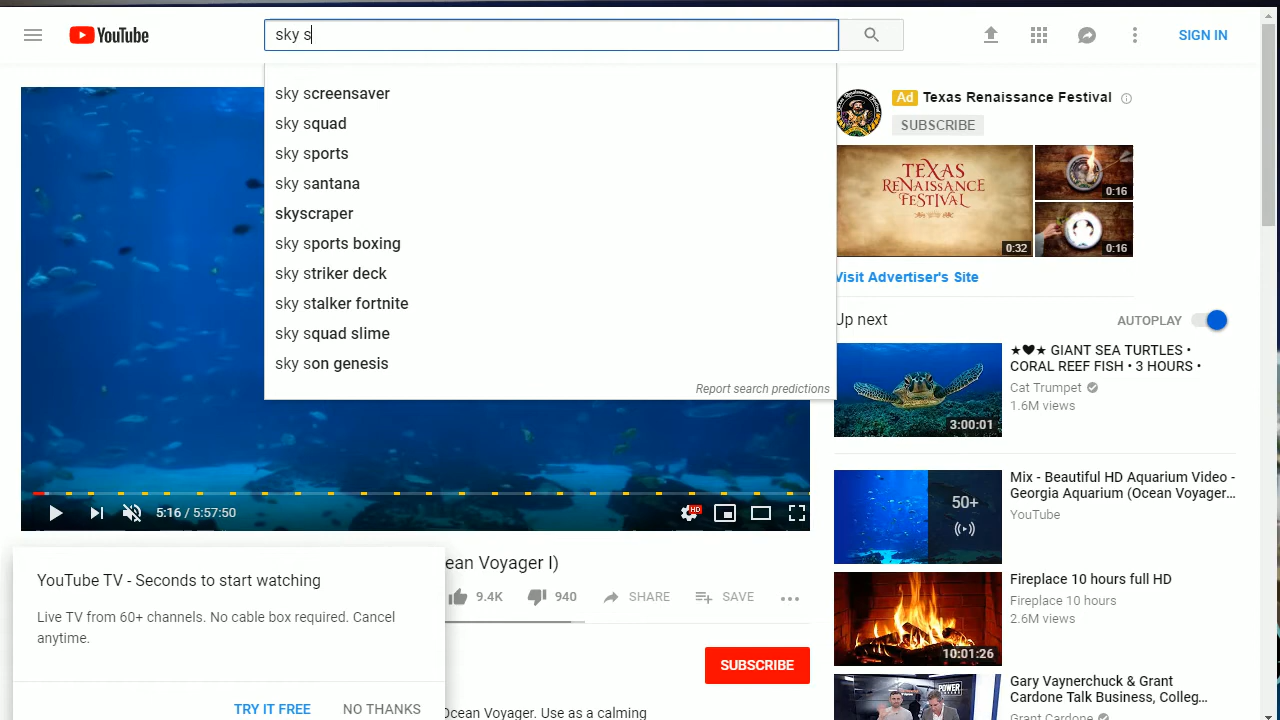 YouTube
sky s
SIGN IN
sky screensaver
sky squad
sky sports
sky santana
skyscraper
sky sports boxing
sky striker deck
sky stalker fortnite
sky squad slime
sky son genesis
Report search predictions
5:16 / 5:57:50
HD
ean Voyager I)
9.4K
940
SHARE
SAVE
SUBSCRIBE
Ocean Voyager. Use as a calming
YouTube TV - Seconds to start watching
Live TV from 60+ channels. No cable box required. Cancel
anytime.
TRY IT FREE
NO THANKS
Ad Texas Renaissance Festival
SUBSCRIBE
TEXAS
RENAISSANCE
FESTIVAL
0:32
0:16
0:16
Visit Advertiser's Site
Up next
AUTOPLAY
★♥★ GIANT SEA TURTLES •
CORAL REEF FISH • 3 HOURS •
Cat Trumpet
1.6M views
3:00:01
Mix - Beautiful HD Aquarium Video -
Georgia Aquarium (Ocean Voyager...
YouTube
50+
Fireplace 10 hours full HD
Fireplace 10 hours
2.6M views
10:01:26
Gary Vaynerchuck & Grant
Cardone Talk Business, Colleg...
Grant Cardone
POWER